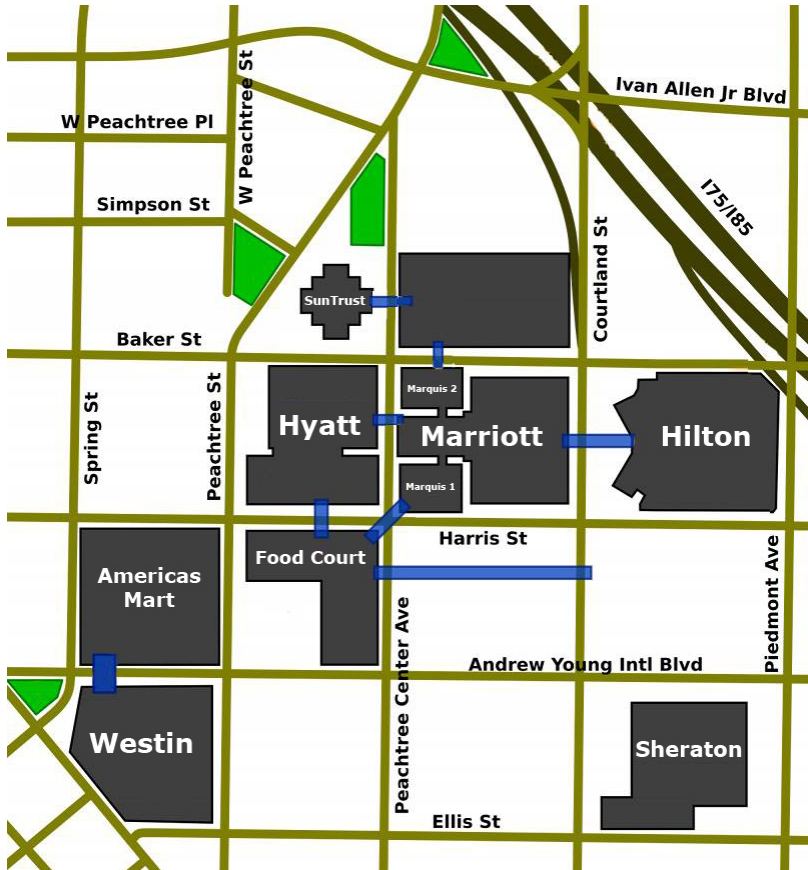 Ivan Allen Jr Blvd
W Peachtree Pl
W Peachtree St
Simpson St
I75/I85
Courtland St
SunTrust
Baker St
Marquis 2
Peachtree St
Spring St
Hyatt
Marriott
Hilton
Marquis 1
Harris St
Food Court
Americas
Mart
Piedmont Ave
Peachtree Center Ave
Andrew Young Intl Blvd
Westin
Sheraton
Ellis St